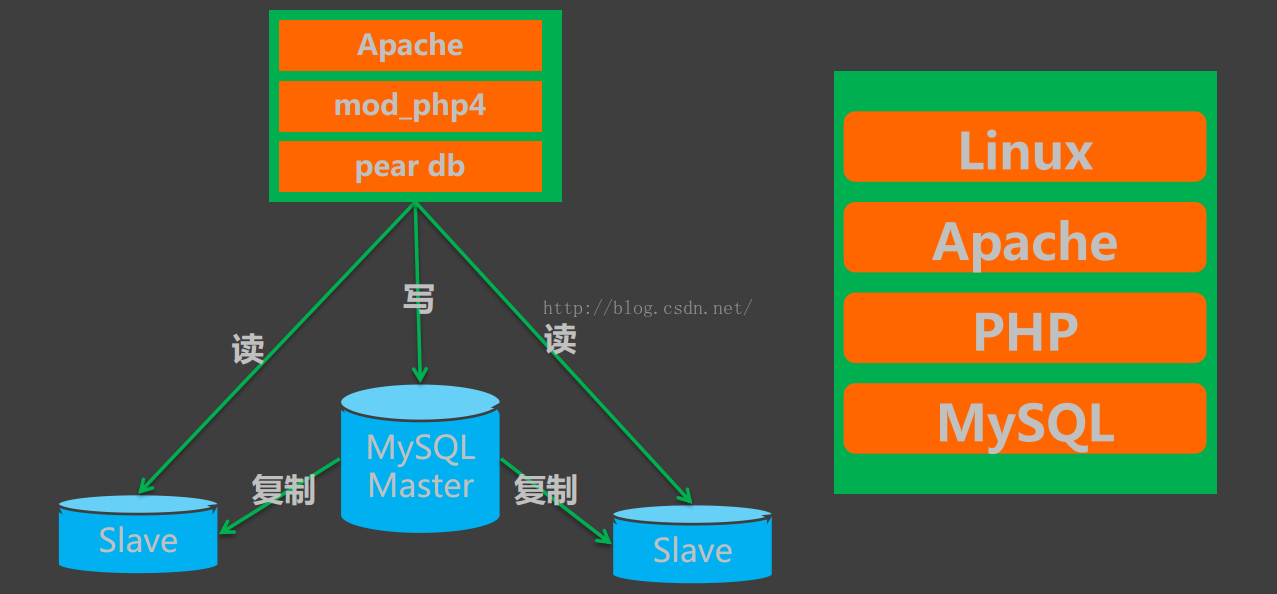 Apache
mod_php4
pear db
写
http://blog.csdn.net/
读
读
MySQL
Master
复制
复制
Slave
Slave
Linux
Apache
PHP
MySQL